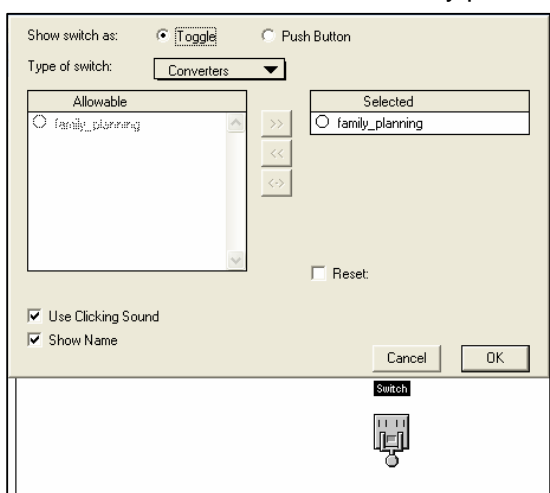 Show switch as: Toggle Push Button
Type of switch: Converters
Allowable Selected
family_planning >> family_planning
<<
<->
Reset:
Use Clicking Sound
Show Name
Cancel OK
Switch